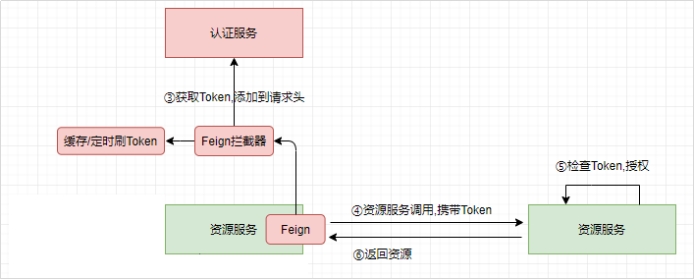 认证服务
③获取Token,添加到请求头
缓存/定时刷Token
Feign拦截器
⑤检查Token,授权
④资源服务调用,携带Token
资源服务
Feign
资源服务
⑥返回资源